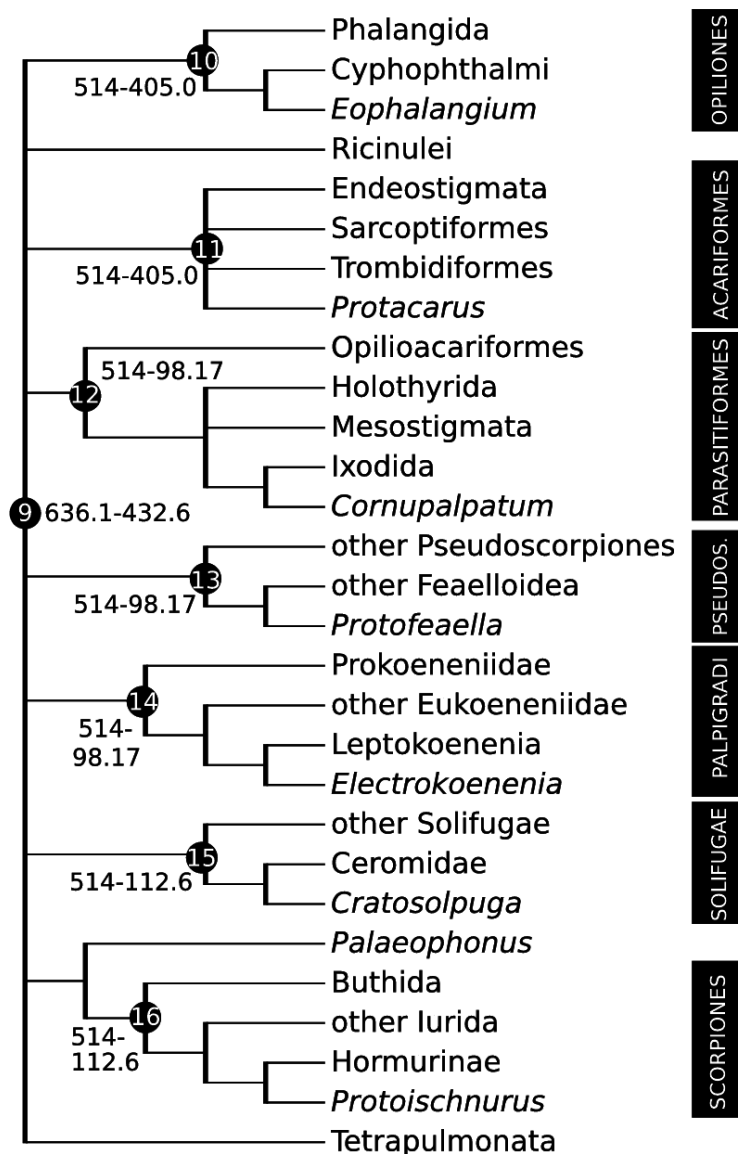 Phalangida
10
OPILIONES
514-405.0
Cyphophthalmi
Eophalangium
Ricinulei
Endeostigmata
ACARIFORMES
Sarcoptiformes
11
514-405.0
Trombidiformes
Protacarus
Opilioacariformes
PARASITIFORMES
514-98.17
12
Holothyrida
Mesostigmata
Ixodida
Cornupalpatum
9 636.1-432.6
other Pseudoscorpiones
PSEUDOS.
13
514-98.17
other Feaelloidea
Protofeaella
Prokoeneniidae
PALPIGRADI
14
514-
98.17
other Eukoeneniidae
Leptokoenenia
Electrokoenenia
other Solifugae
SOLIFUGAE
15
514-112.6
Ceromidae
Cratosolpuga
Palaeophonus
Buthida
SCORPIONES
16
514-
112.6
other Iurida
Hormurinae
Protoischnurus
Tetrapulmonata